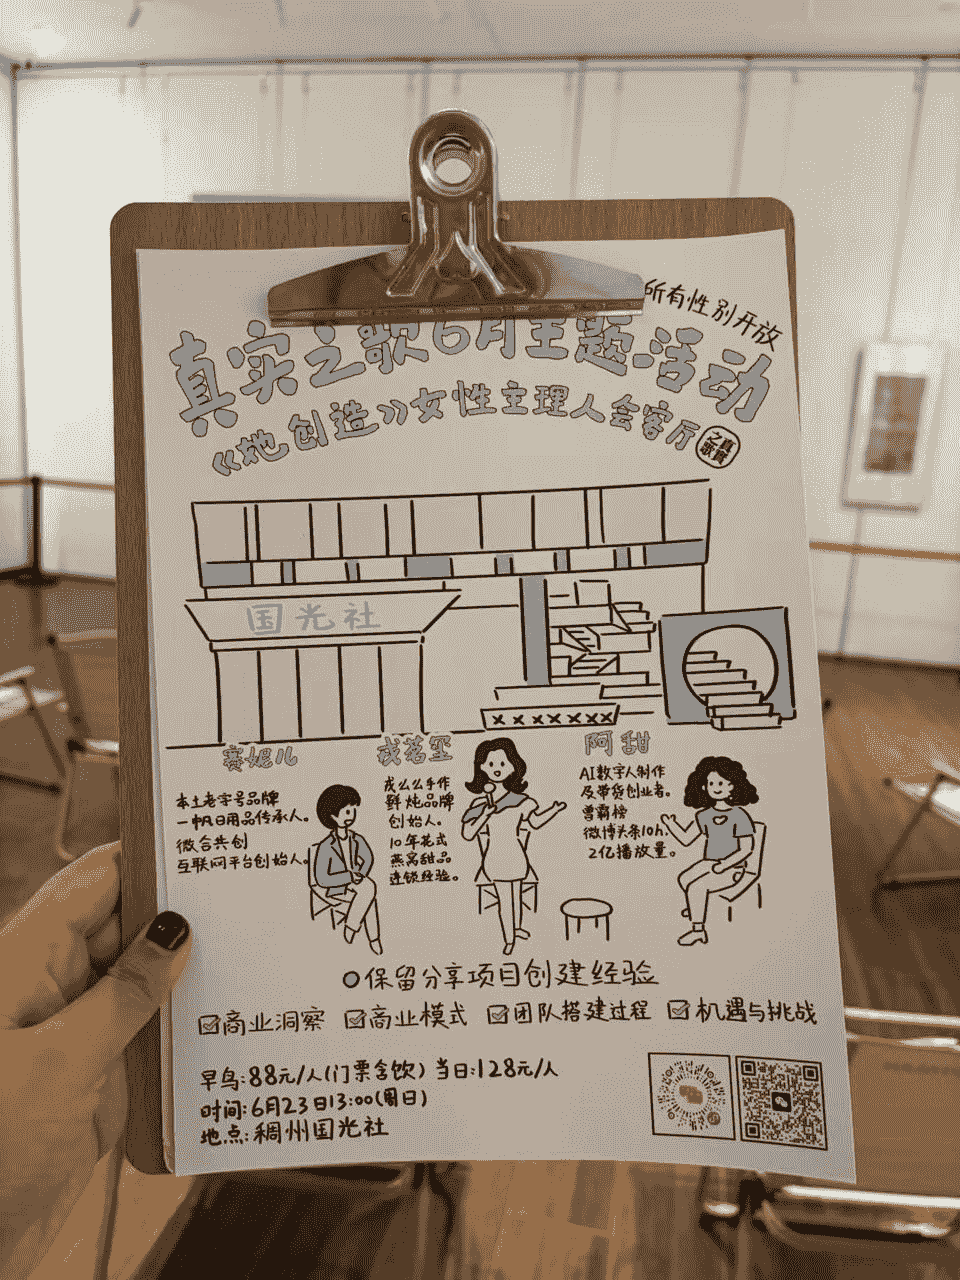 所有性别开放
真实之歌6月主题活动
《她创造》女性主理人会客厅
真實之歌
国光社
赛妮儿
本土老字号品牌
一帆日用品传承人。
微合共创
互联网平台创始人。
成茗玺
成么么手作
鲜炖品牌
创始人。
10年花式
燕窝甜品
连锁经验。
阿甜
AI数字人制作
及带货创业者。
曾霸榜
微博头条10h,
2亿播放量。
保留分享项目创建经验
☑商业洞察 ☑商业模式 ☑团队搭建过程 ☑机遇与挑战
早鸟:88元/人(门票含饮) 当日:128元/人
时间:6月23日13:00(周日)
地点:稠州国光社